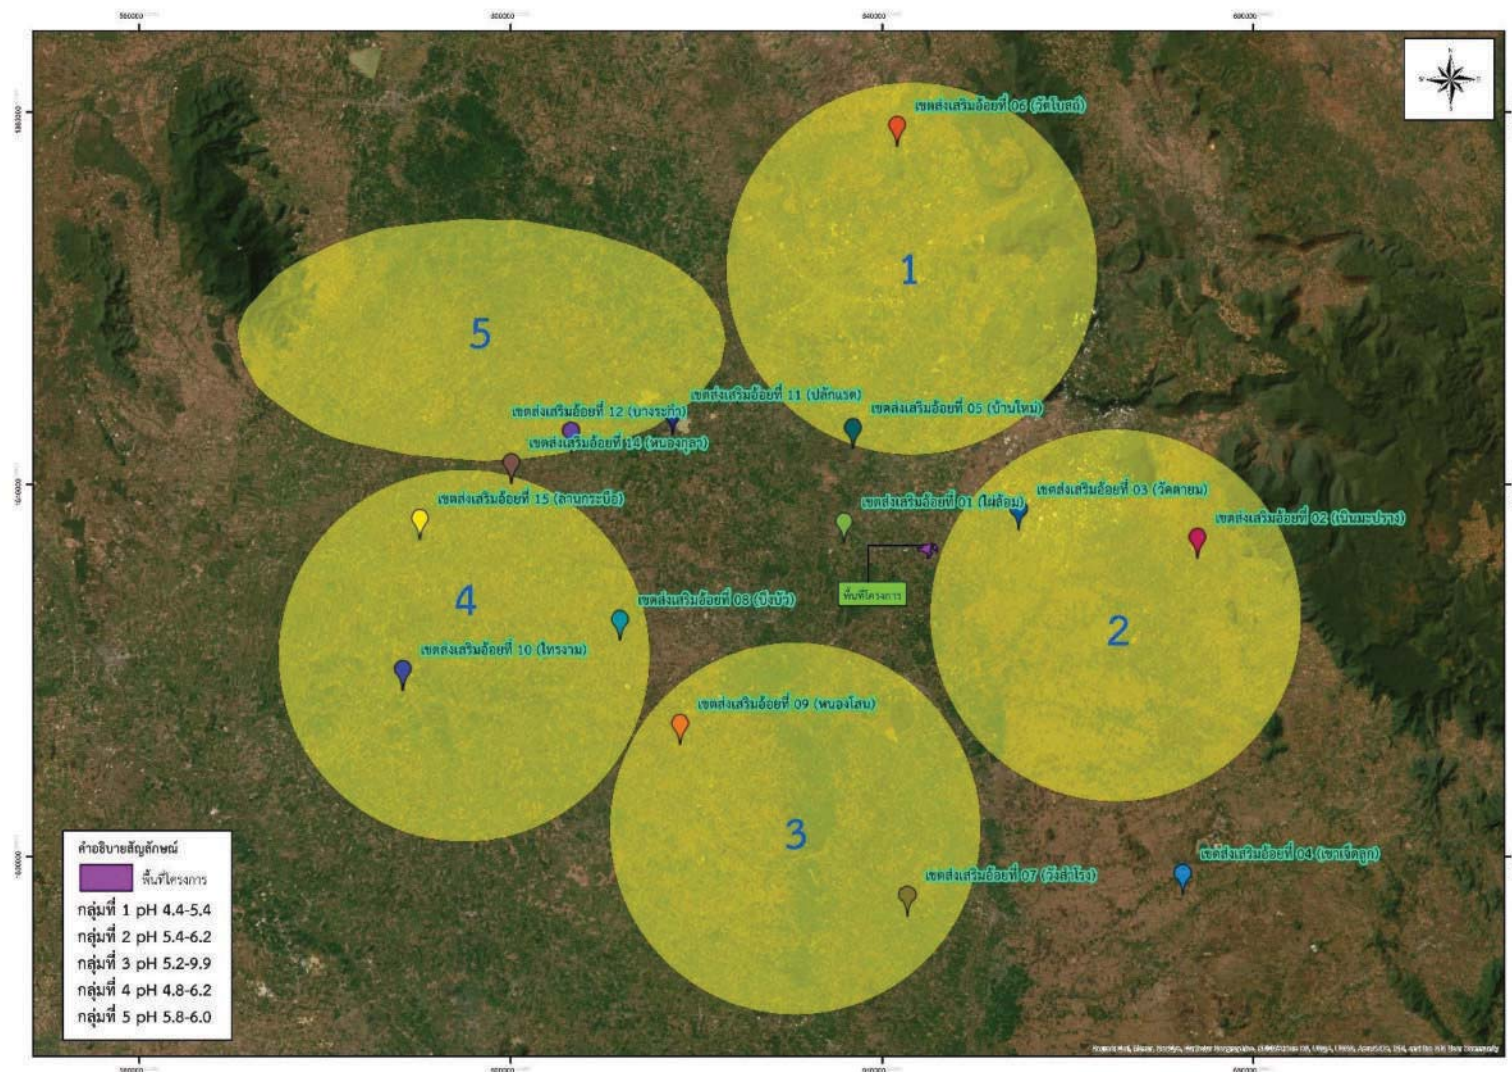 560000
600000
640000
680000
N
เขตส่งเสริมอ้อยที่ 06 (วัดโบสถ์)
1
5
เขตส่งเสริมอ้อยที่ 11 (ปลักแรด)
เขตส่งเสริมอ้อยที่ 12 (บางระกำ)
เขตส่งเสริมอ้อยที่ 05 (บ้านใหม่)
เขตส่งเสริมอ้อยที่ 14 (หนองกุลา)
เขตส่งเสริมอ้อยที่ 15 (ลานกระบือ)
เขตส่งเสริมอ้อยที่ 03 (วัดตายม)
เขตส่งเสริมอ้อยที่ 01 (ไผ่ล้อม)
เขตส่งเสริมอ้อยที่ 02 (เนินมะปราง)
พื้นที่โครงการ
4
เขตส่งเสริมอ้อยที่ 08 (บึงบัว)
2
เขตส่งเสริมอ้อยที่ 10 (ไทรงาม)
เขตส่งเสริมอ้อยที่ 09 (หนองโสน)
3
เขตส่งเสริมอ้อยที่ 04 (เขาเจ็ดลูก)
เขตส่งเสริมอ้อยที่ 07 (วังสำโรง)
คำอธิบายสัญลักษณ์
พื้นที่โครงการ
กลุ่มที่ 1 pH 4.4-5.4
กลุ่มที่ 2 pH 5.4-6.2
กลุ่มที่ 3 pH 5.2-9.9
กลุ่มที่ 4 pH 4.8-6.2
กลุ่มที่ 5 pH 5.8-6.0
560000
600000
640000
680000